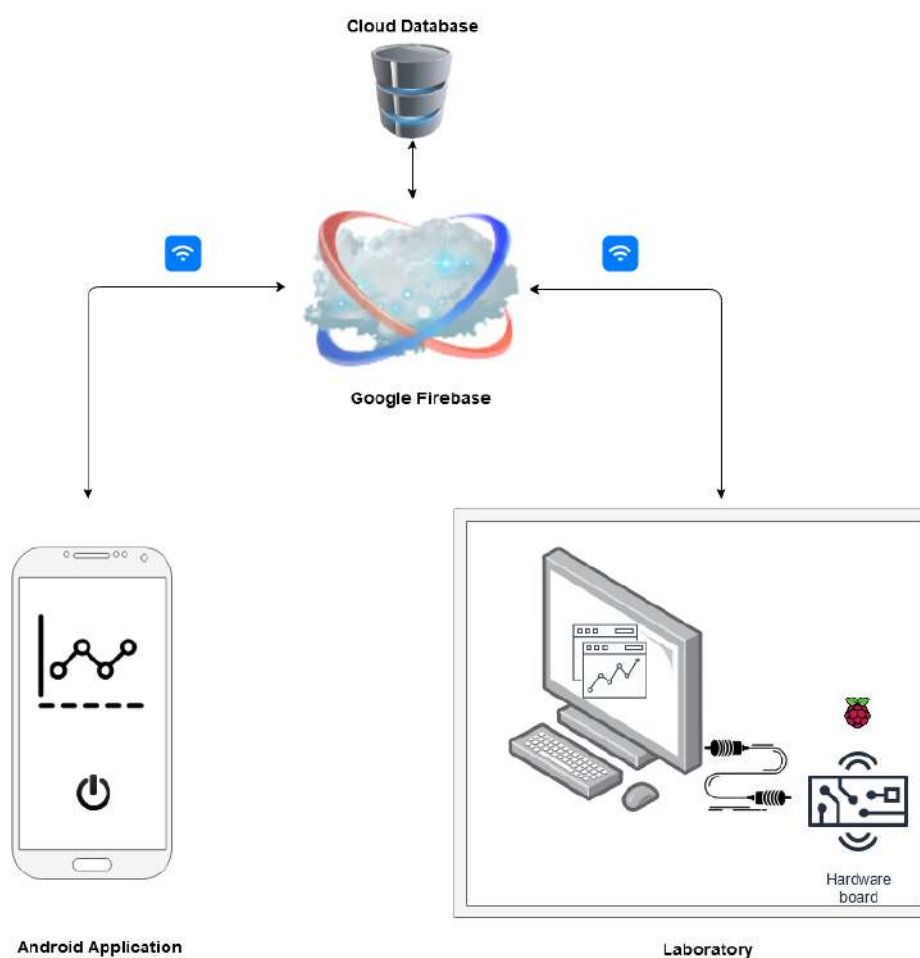 Cloud Database
Google Firebase
Hardware
board
Android Application
Laboratory